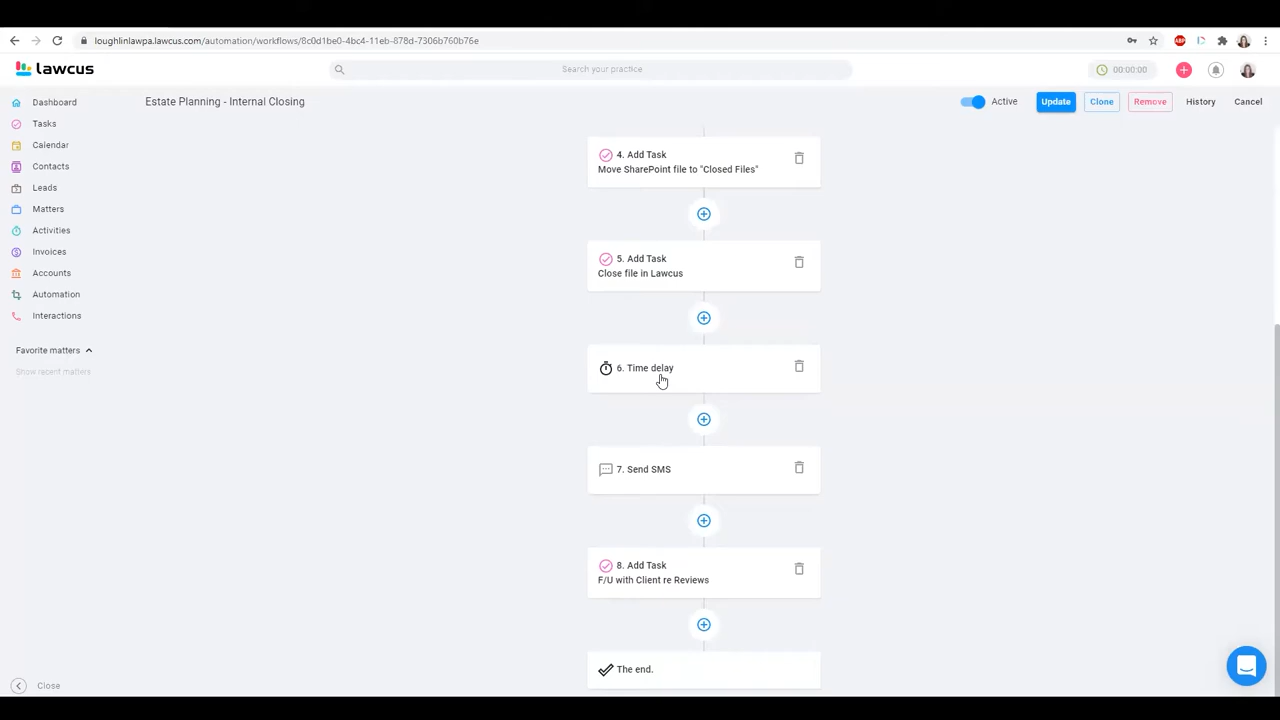 loughlinlawpa.lawcus.com/automation/workflows/8c0d1be0-4bc4-11eb-878d-7306b760b76e
ABP
lawcus
Search your practice
00:00:00
Estate Planning - Internal Closing
Active
Update
Clone
Remove
History
Cancel
Dashboard
Tasks
Calendar
Contacts
Leads
Matters
Activities
Invoices
Accounts
Automation
Interactions
Favorite matters
Show recent matters
4. Add Task
Move SharePoint file to "Closed Files"
5. Add Task
Close file in Lawcus
6. Time delay
7. Send SMS
8. Add Task
F/U with Client re Reviews
The end.
Close